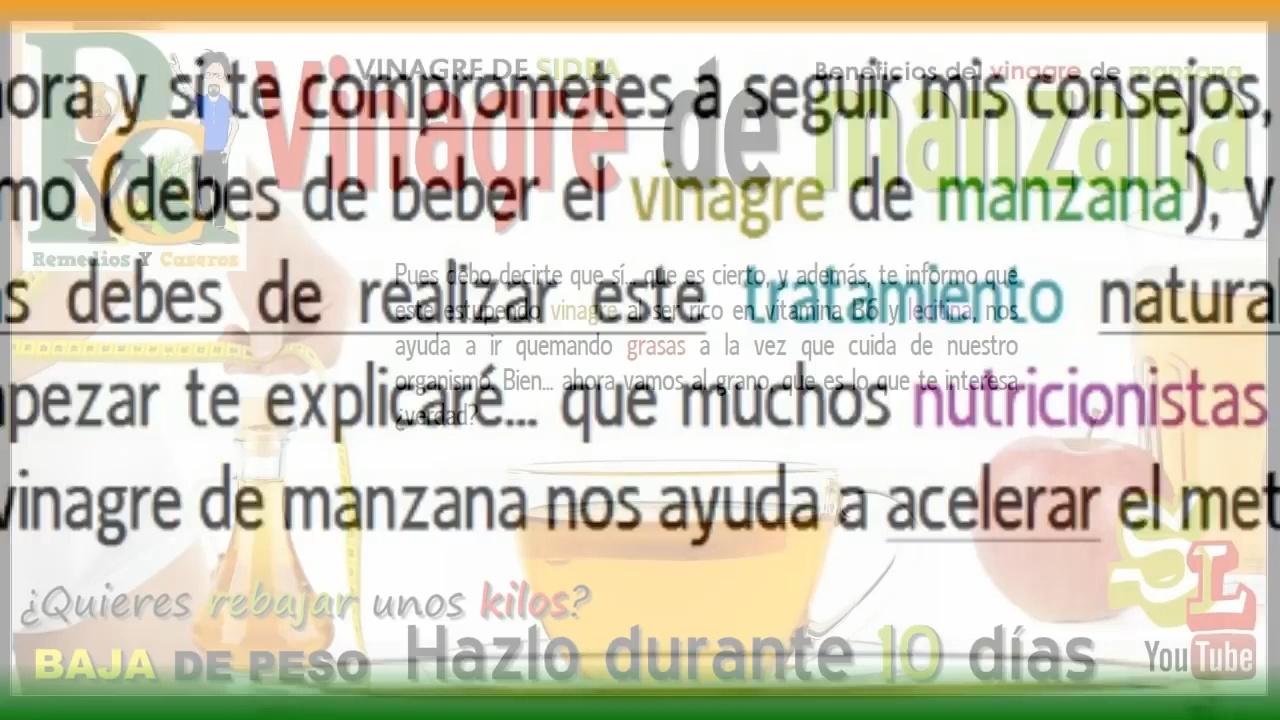 VINAGRE DE SIDRA
Beneficios del vinagre de manzana
Vinagre de manzana
hora y si te comprometes a seguir mis consejos,
mo (debes de beber el vinagre de manzana), y
Remedios Y Caseros
s debes de realizar este tratamiento natural
Pues debo decirte que sí... que es cierto, y además, te informo que
este estupendo vinagre al ser rico en vitamina B6 y lecitina, nos
ayuda a ir quemando grasas a la vez que cuida de nuestro
organismo. Bien... ahora vamos al grano, que es lo que te interesa
¿verdad?
pezar te explicaré... que muchos nutricionistas
vinagre de manzana nos ayuda a acelerar el met
¿Quieres rebajar unos kilos?
BAJA DE PESO
Hazlo durante 10 días
SL
YouTube